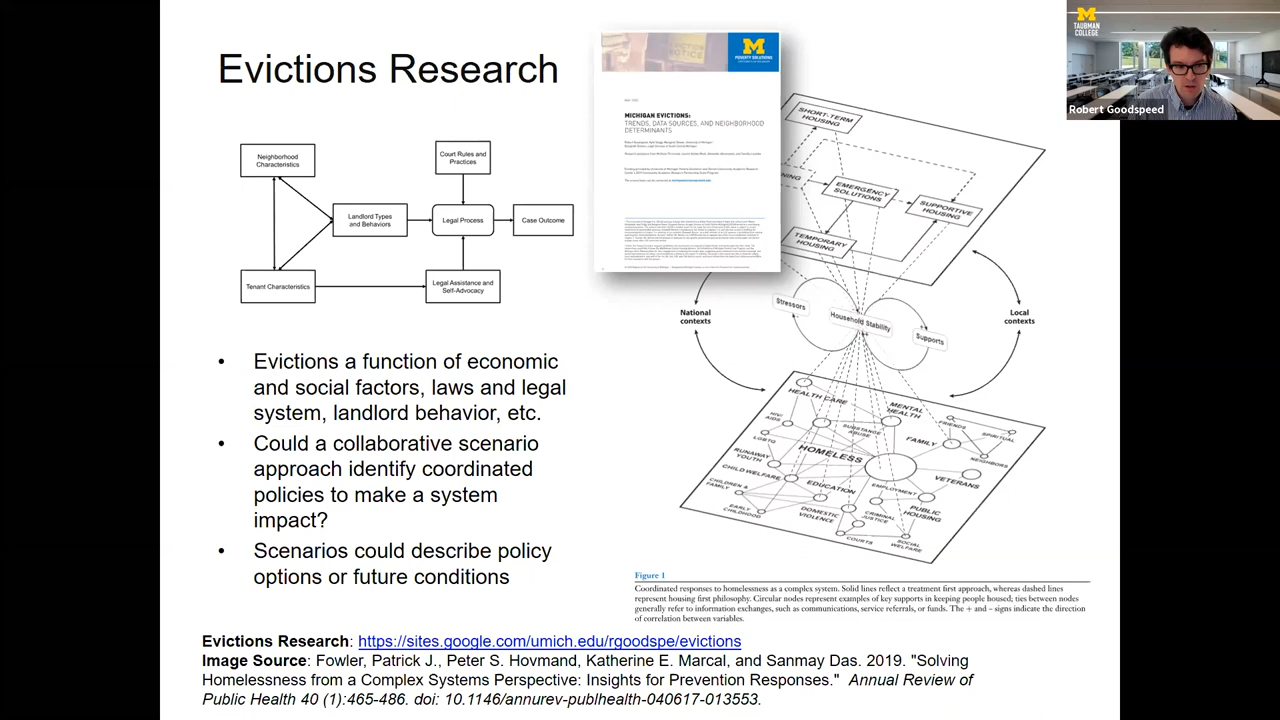 Evictions Research
Neighborhood
Characteristics
Court Rules and
Practices
Landlord Types
and Behaviors
Legal Process
Case Outcome
Tenant Characteristics
Legal Assistance and
Self-Advocacy
• Evictions a function of economic
and social factors, laws and legal
system, landlord behavior, etc.
• Could a collaborative scenario
approach identify coordinated
policies to make a system
impact?
• Scenarios could describe policy
options or future conditions
M
POVERTY SOLUTIONS
MICHIGAN EVICTIONS:
TRENDS, DATA SOURCES, AND NEIGHBORHOOD
DETERMINANTS
SHORT-TERM
HOUSING
EMERGENCY
SOLUTIONS
SUPPORTIVE
HOUSING
TEMPORARY
HOUSING
National
contexts
Stressors
Household Stability
Supports
Local
contexts
HEALTH CARE
MENTAL
HEALTH
FRIENDS
SPIRITUAL
HIV/
AIDS
SUBSTANCE
ABUSE
FAMILY
NEIGHBORS
LGBTQ
HOMELESS
RUNAWAY
YOUTH
CHILD WELFARE
VETERANS
EDUCATION
EMPLOYMENT
CHILDREN &
FAMILY
PUBLIC
HOUSING
EARLY
CHILDHOOD
DOMESTIC
VIOLENCE
CRIMINAL
JUSTICE
COURTS
SOCIAL
WELFARE
Figure 1
Coordinated responses to homelessness as a complex system. Solid lines reflect a treatment first approach, whereas dashed lines
represent housing first philosophy. Circular nodes represent examples of key supports in keeping people housed; ties between nodes
generally refer to information exchanges, such as communications, service referrals, or funds. The + and – signs indicate the direction
of correlation between variables.
Evictions Research: https://sites.google.com/umich.edu/rgoodspe/evictions
Image Source: Fowler, Patrick J., Peter S. Hovmand, Katherine E. Marcal, and Sanmay Das. 2019. "Solving
Homelessness from a Complex Systems Perspective: Insights for Prevention Responses." Annual Review of
Public Health 40 (1):465-486. doi: 10.1146/annurev-publhealth-040617-013553.
M
TAUBMAN
COLLEGE
Robert Goodspeed